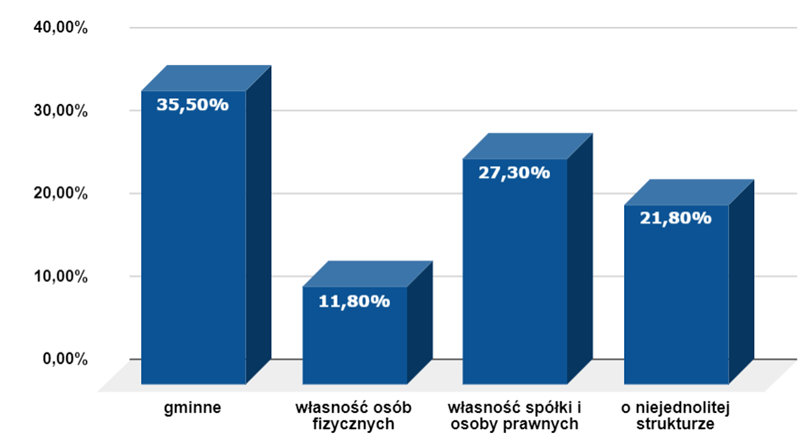 40,00%
30,00%
20,00%
10,00%
0,00%
35,50%
11,80%
27,30%
21,80%
gminne
własność osób
fizycznych
własność spółki i
osoby prawnych
o niejednolitej
strukturze